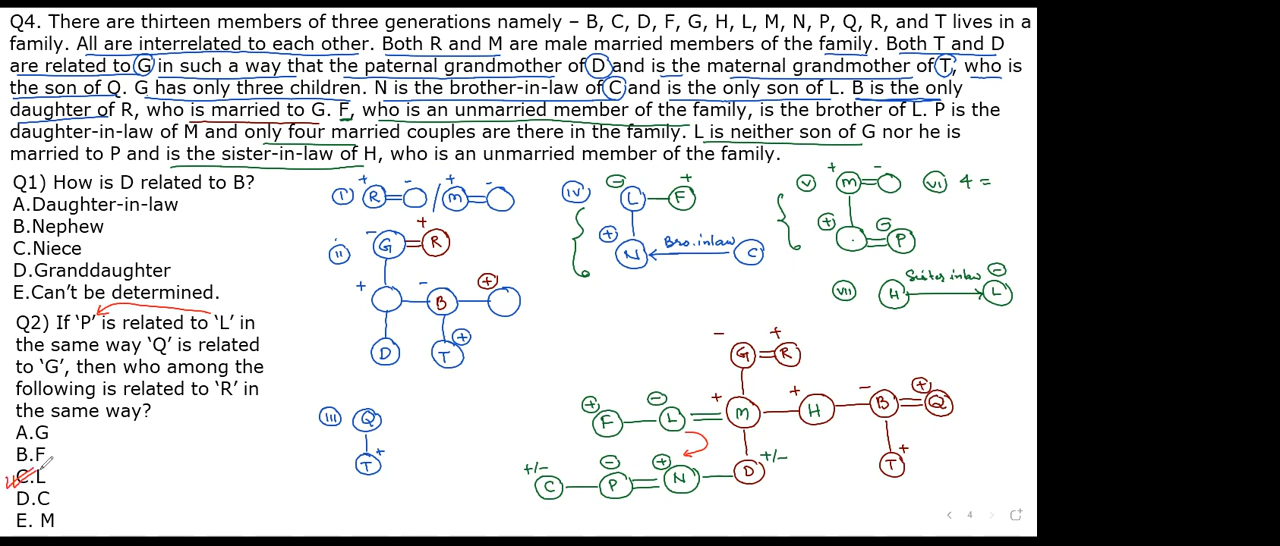 Q4. There are thirteen members of three generations namely – B, C, D, F, G, H, L, M, N, P, Q, R, and T lives in a
family. All are interrelated to each other. Both R and M are male married members of the family. Both T and D
are related to G in such a way that the paternal grandmother of D and is the maternal grandmother of T, who is
the son of Q. G has only three children. N is the brother-in-law of C and is the only son of L. B is the only
daughter of R, who is married to G. F, who is an unmarried member of the family, is the brother of L. P is the
daughter-in-law of M and only four married couples are there in the family. L is neither son of G nor he is
married to P and is the sister-in-law of H, who is an unmarried member of the family.
Q1) How is D related to B?
A.Daughter-in-law
B.Nephew
C.Niece
D.Granddaughter
E.Can’t be determined.
Q2) If ‘P’ is related to ‘L’ in
the same way ‘Q’ is related
to ‘G’, then who among the
following is related to ‘R’ in
the same way?
A.G
B.F
C.L
D.C
E. M
i + R = - / + M = -
ii - G = R +
+ - B +
D T +
iii Q
T +
iv - L F +
+ N Bro.inlaw C
v + M = -
+ = P
vi 4 =
vii H Sister inlaw L -
- G = R +
+ F - L = M + + H - B = Q +
+/- C - P = N + D +/- T +
4